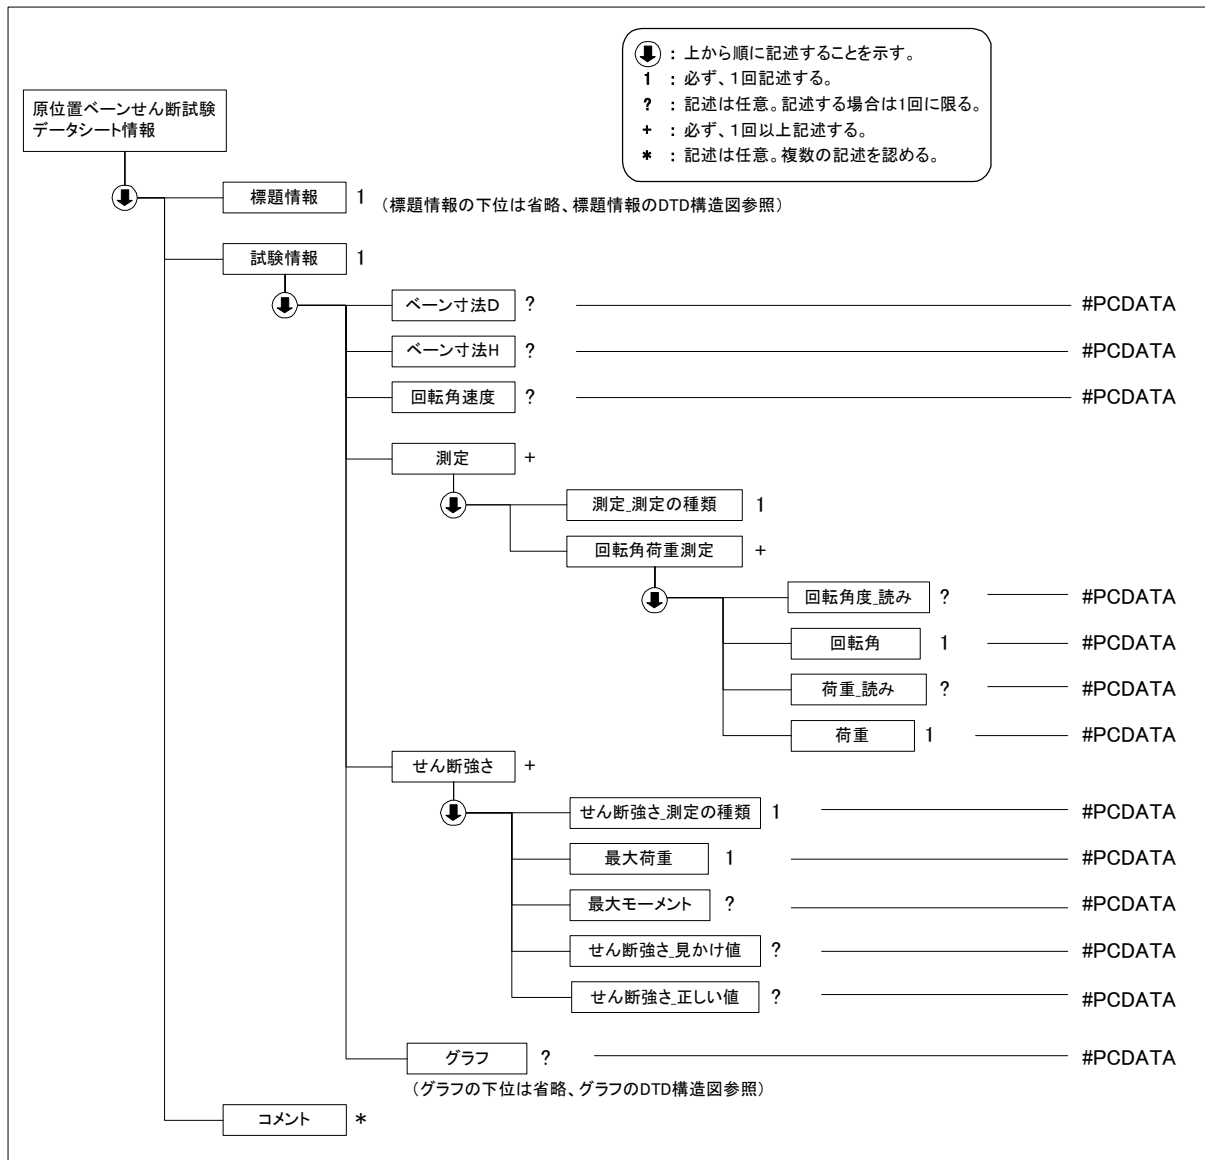 ：上から順に記述することを示す。
1：必ず、1回記述する。
?：記述は任意。記述する場合は1回に限る。
+：必ず、1回以上記述する。
*：記述は任意。複数の記述を認める。
原位置ベーンせん断試験
データシート情報
標題情報 1 （標題情報の下位は省略、標題情報のDTD構造図参照）
試験情報 1
ベーン寸法D ? #PCDATA
ベーン寸法H ? #PCDATA
回転角速度 ? #PCDATA
測定 +
測定_測定の種類 1
回転角荷重測定 +
回転角度_読み ? #PCDATA
回転角 1 #PCDATA
荷重_読み ? #PCDATA
荷重 1 #PCDATA
せん断強さ +
せん断強さ_測定の種類 1 #PCDATA
最大荷重 1 #PCDATA
最大モーメント ? #PCDATA
せん断強さ_見かけ値 ? #PCDATA
せん断強さ_正しい値 ? #PCDATA
グラフ ? #PCDATA
（グラフの下位は省略、グラフのDTD構造図参照）
コメント *